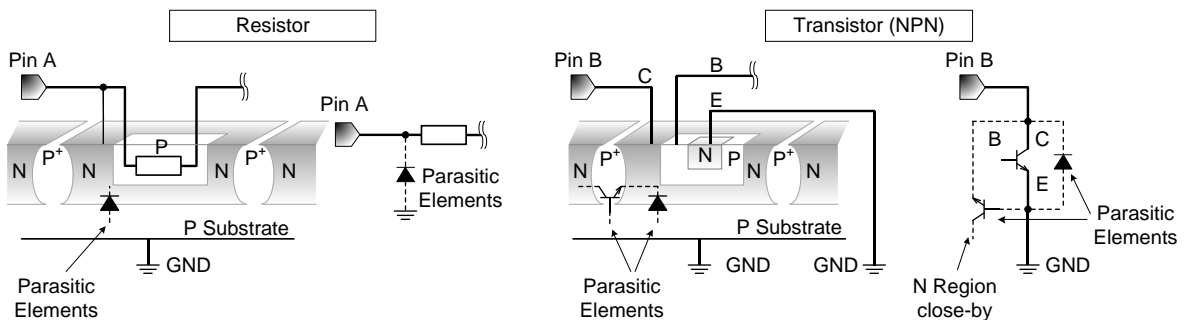 Resistor
Transistor (NPN)
Pin A
Pin A
N
P+
N
P
N
P+
N
Parasitic
Elements
P Substrate
GND
Parasitic
Elements
Pin B
C
B
E
N
P+
N
P
P+
N
N
P Substrate
GND
GND
Parasitic
Elements
Pin B
B
C
E
Parasitic
Elements
GND
N Region
close-by